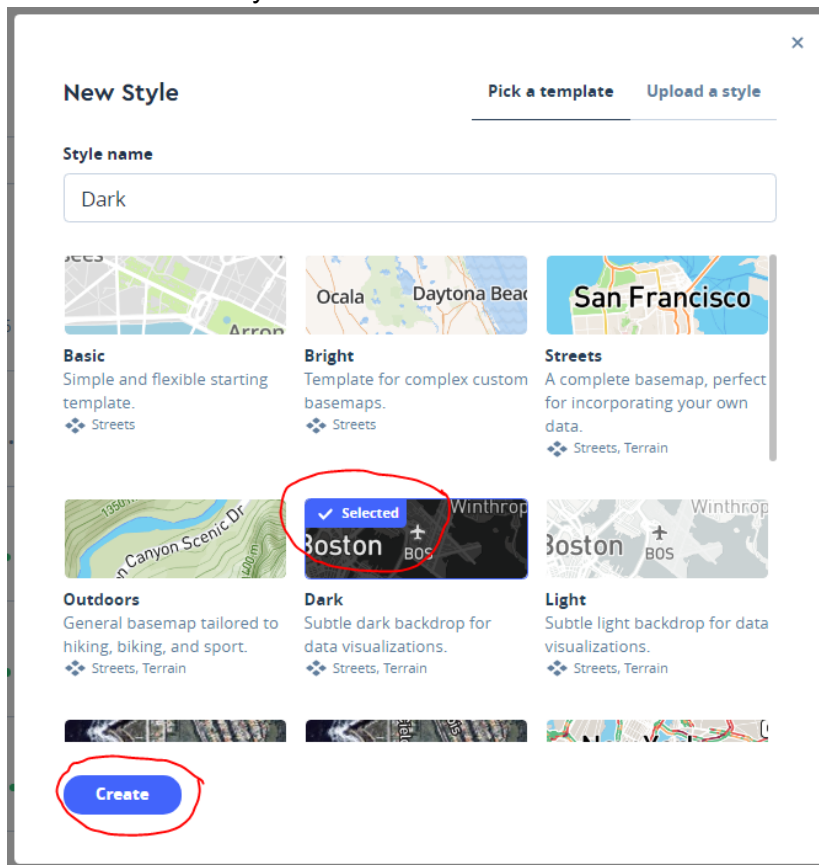 New Style
Pick a template Upload a style
Style name
Dark
Arron
Ocala Daytona Beac
San Francisco
Basic
Simple and flexible starting
template.
Streets
Bright
Template for complex custom
basemaps.
Streets
Streets
A complete basemap, perfect
for incorporating your own
data.
Streets, Terrain
Canyon Scenic Dr
Selected
Winthrop
Boston BOS
Winthrop
Boston BOS
Outdoors
General basemap tailored to
hiking, biking, and sport.
Streets, Terrain
Dark
Subtle dark backdrop for
data visualizations.
Streets, Terrain
Light
Subtle light backdrop for data
visualizations.
Streets, Terrain
Create